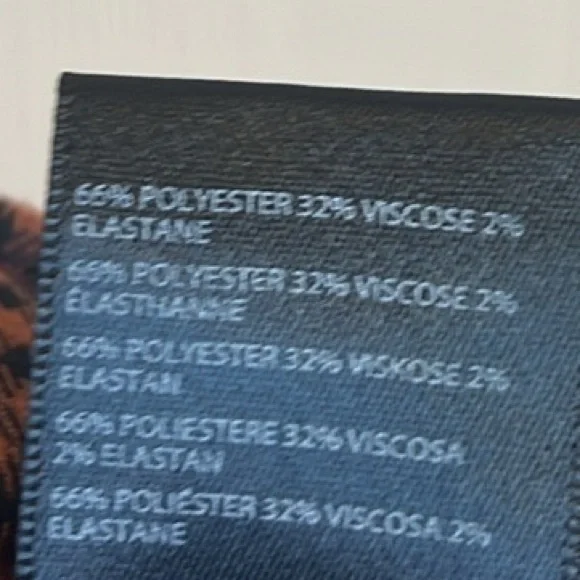 66% POLYESTER 32% VISCOSE 2%
ELASTANE
66% POLYESTER 32% VISCOSE 2%
ÉLASTHANNE
66% POLYESTER 32% VISKOSE 2%
ELASTAN
66% POLIESTERE 32% VISCOSA
2% ELASTAN
66% POLIÉSTER 32% VISCOSA 2%
ELASTANE